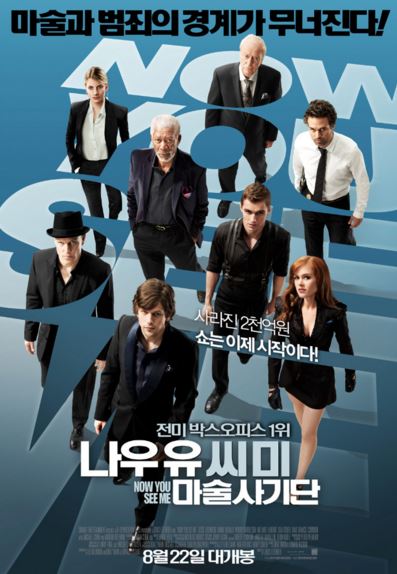 마술과 범죄의 경계가 무너진다!
NOW
YOU
SEE
ME
사라진 2천억원
쇼는 이제 시작이다!
전미 박스오피스 1위
나우 유 씨 미
NOW YOU
SEE ME
마술사기단
8월 22일 대개봉